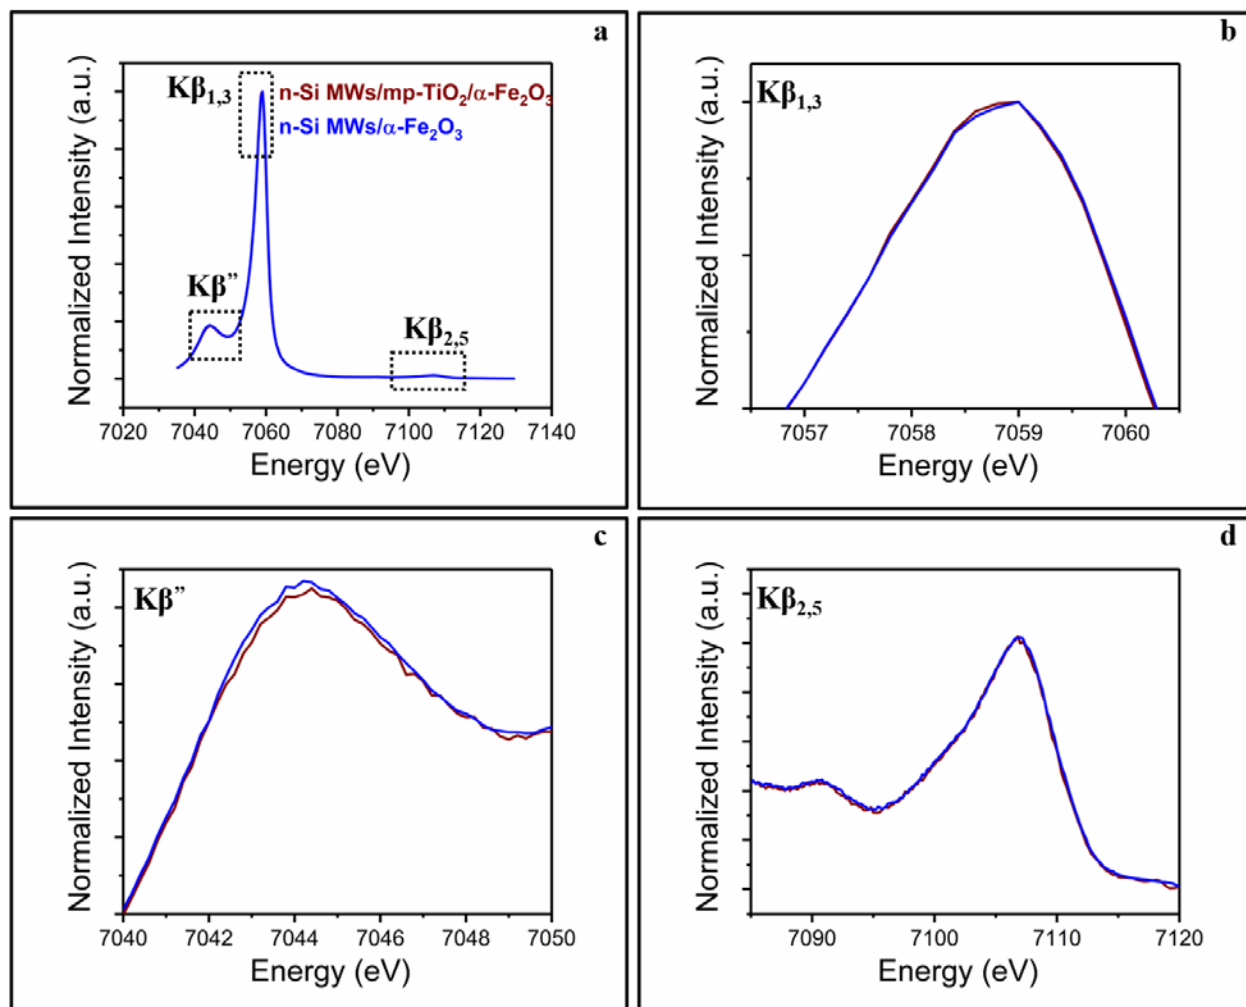 a
Kβ1,3
n-Si MWs/mp-TiO2/α-Fe2O3
n-Si MWs/α-Fe2O3
Kβ”
Kβ2,5
Normalized Intensity (a.u.)
7020 7040 7060 7080 7100 7120 7140
Energy (eV)
b
Kβ1,3
Normalized Intensity (a.u.)
7057 7058 7059 7060
Energy (eV)
c
Kβ”
Normalized Intensity (a.u.)
7040 7042 7044 7046 7048 7050
Energy (eV)
d
Kβ2,5
Normalized Intensity (a.u.)
7090 7100 7110 7120
Energy (eV)